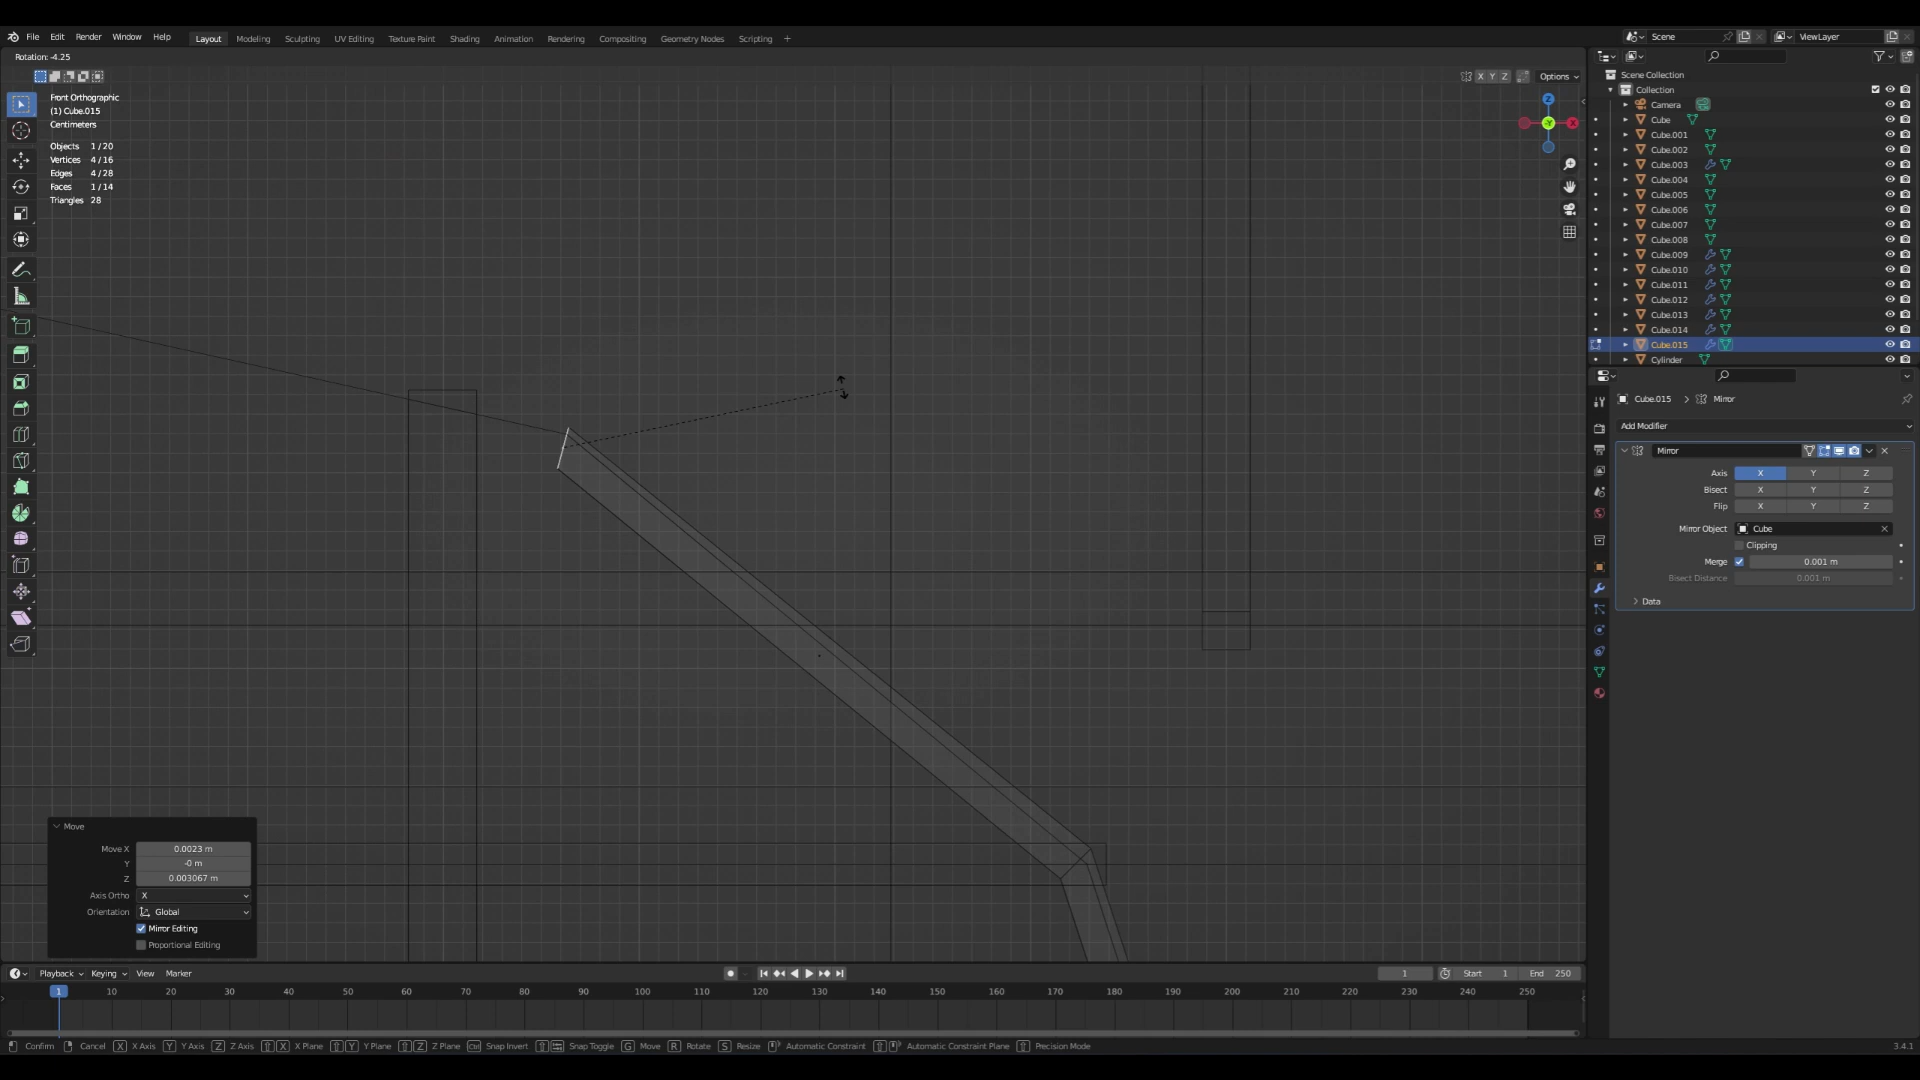 File Edit Render Window Help Layout Modeling Sculpting UV Editing Texture Paint Shading Animation Rendering Compositing Geometry Nodes Scripting + Scene ViewLayer
Rotation: -4.25
X Y Z Options
Front Orthographic
(1) Cube.015
Centimeters
Objects 1 / 20
Vertices 4 / 16
Edges 4 / 28
Faces 1 / 14
Triangles 28
Z
-Y
X
Scene Collection
Collection
Camera
Cube
Cube.001
Cube.002
Cube.003
Cube.004
Cube.005
Cube.006
Cube.007
Cube.008
Cube.009
Cube.010
Cube.011
Cube.012
Cube.013
Cube.014
Cube.015
Cylinder
Cube.015 > Mirror
Add Modifier
Mirror
Axis X Y Z
Bisect X Y Z
Flip X Y Z
Mirror Object Cube
Clipping
Merge 0.001 m
Bisect Distance 0.001 m
Data
Move
Move X 0.0023 m
Y -0 m
Z 0.003067 m
Axis Ortho X
Orientation Global
Mirror Editing
Proportional Editing
Playback Keying View Marker 1 Start 1 End 250
1 10 20 30 40 50 60 70 80 90 100 110 120 130 140 150 160 170 180 190 200 210 220 230 240 250
Confirm Cancel X X Axis Y Y Axis Z Z Axis X X Plane Y Y Plane Z Z Plane Ctrl Snap Invert Snap Toggle G Move R Rotate S Resize Automatic Constraint Automatic Constraint Plane Precision Mode 3.4.1